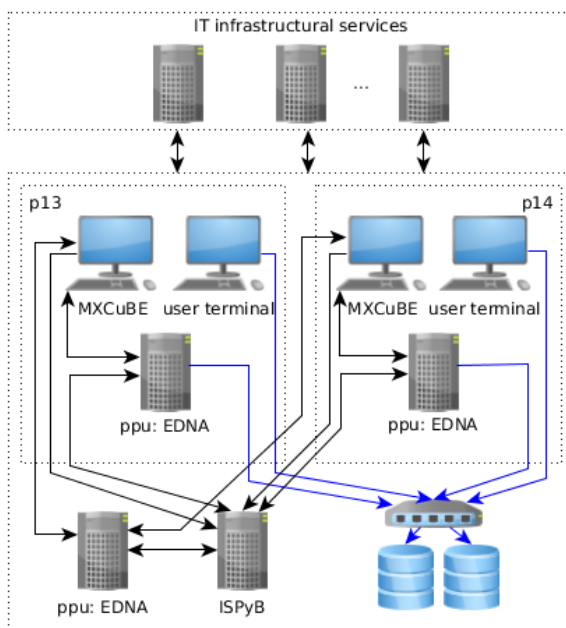 IT infrastructural services
...
p13
p14
MXCuBE user terminal
MXCuBE user terminal
ppu: EDNA
ppu: EDNA
ppu: EDNA
ISPyB